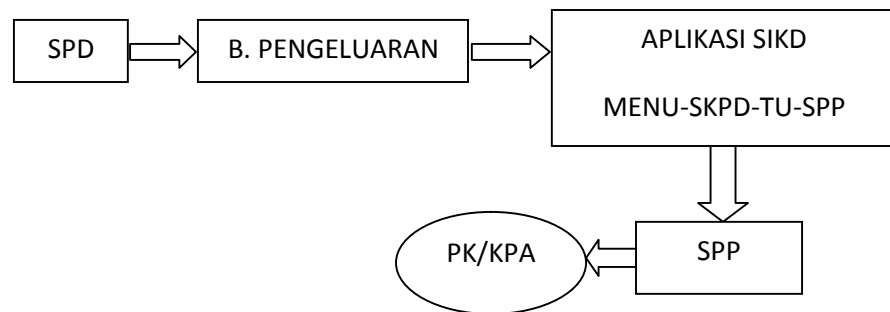 SPD
B. PENGELUARAN
APLIKASI SIKD
MENU-SKPD-TU-SPP
PK/KPA
SPP